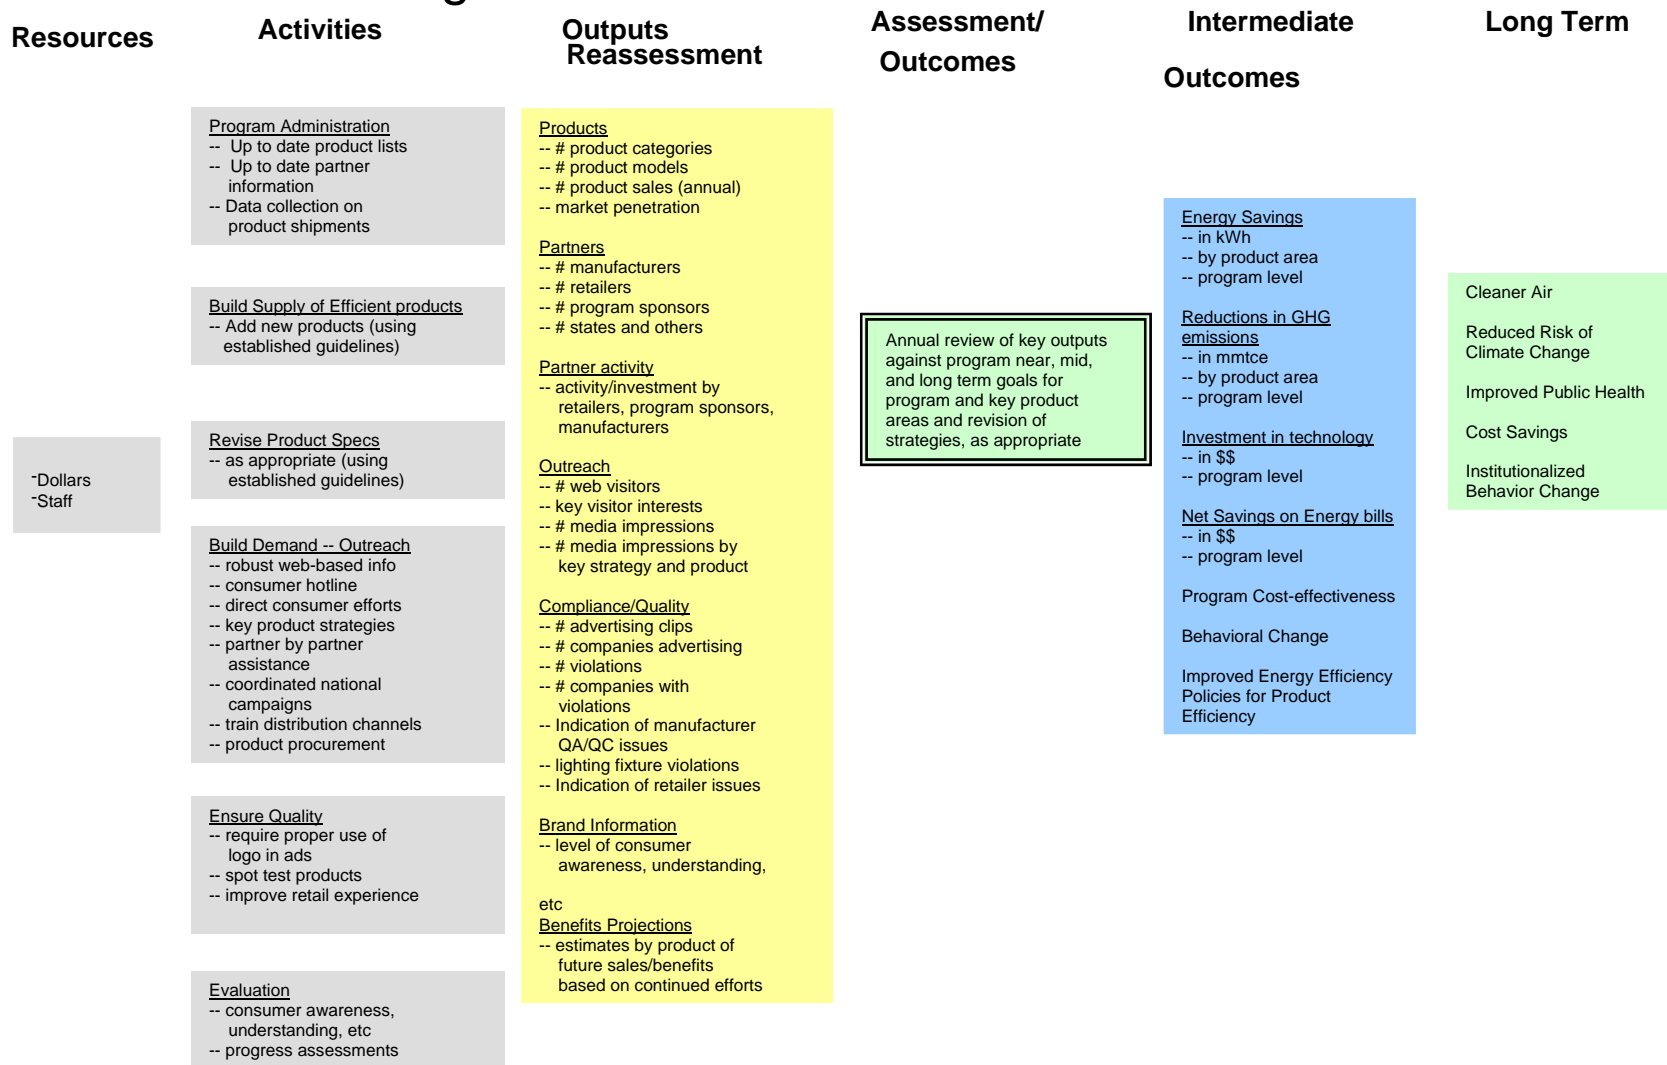 Resources
Activities
Outputs
Reassessment
Assessment/
Outcomes
Intermediate
Outcomes
Long Term
-Dollars
-Staff
Program Administration
-- Up to date product lists
-- Up to date partner
information
-- Data collection on
product shipments
Build Supply of Efficient products
-- Add new products (using
established guidelines)
Revise Product Specs
-- as appropriate (using
established guidelines)
Build Demand -- Outreach
-- robust web-based info
-- consumer hotline
-- direct consumer efforts
-- key product strategies
-- partner by partner
assistance
-- coordinated national
campaigns
-- train distribution channels
-- product procurement
Ensure Quality
-- require proper use of
logo in ads
-- spot test products
-- improve retail experience
Evaluation
-- consumer awareness,
understanding, etc
-- progress assessments
Products
-- # product categories
-- # product models
-- # product sales (annual)
-- market penetration
Partners
-- # manufacturers
-- # retailers
-- # program sponsors
-- # states and others
Partner activity
-- activity/investment by
retailers, program sponsors,
manufacturers
Outreach
-- # web visitors
-- key visitor interests
-- # media impressions
-- # media impressions by
key strategy and product
Compliance/Quality
-- # advertising clips
-- # companies advertising
-- # violations
-- # companies with
violations
-- Indication of manufacturer
QA/QC issues
-- lighting fixture violations
-- Indication of retailer issues
Brand Information
-- level of consumer
awareness, understanding,
etc
Benefits Projections
-- estimates by product of
future sales/benefits
based on continued efforts
Annual review of key outputs
against program near, mid,
and long term goals for
program and key product
areas and revision of
strategies, as appropriate
Energy Savings
-- in kWh
-- by product area
-- program level
Reductions in GHG
emissions
-- in mmtce
-- by product area
-- program level
Investment in technology
-- in $$
-- program level
Net Savings on Energy bills
-- in $$
-- program level
Program Cost-effectiveness
Behavioral Change
Improved Energy Efficiency
Policies for Product
Efficiency
Cleaner Air
Reduced Risk of
Climate Change
Improved Public Health
Cost Savings
Institutionalized
Behavior Change